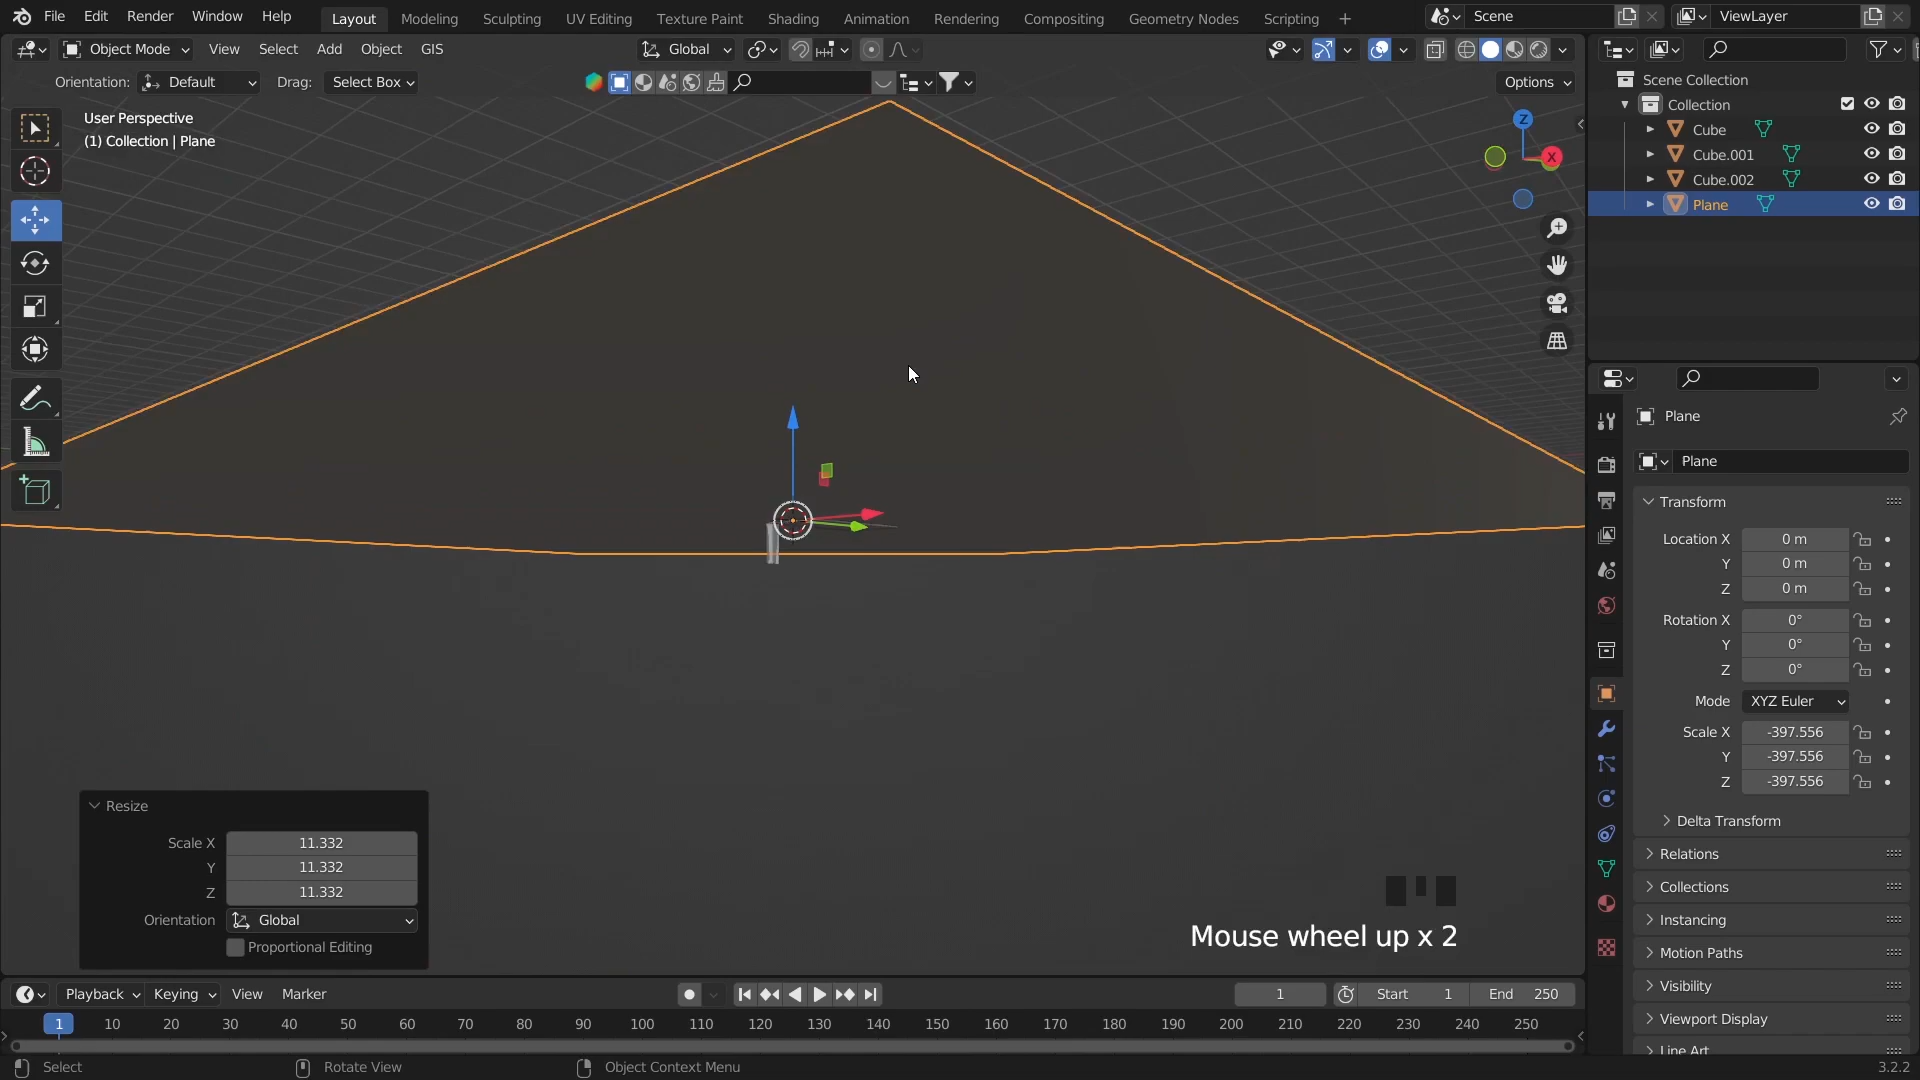 File Edit Render Window Help Layout Modeling Sculpting UV Editing Texture Paint Shading Animation Rendering Compositing Geometry Nodes Scripting + Scene ViewLayer
Object Mode View Select Add Object GIS Global
Orientation: Default Drag: Select Box Options
User Perspective
(1) Collection | Plane
Z
X
Scene Collection
Collection
Cube
Cube.001
Cube.002
Plane
Plane
Plane
Transform
Location X 0 m
Y 0 m
Z 0 m
Rotation X 0°
Y 0°
Z 0°
Mode XYZ Euler
Scale X -397.556
Y -397.556
Z -397.556
Delta Transform
Relations
Collections
Instancing
Motion Paths
Visibility
Viewport Display
Line Art
Resize
Scale X 11.332
Y 11.332
Z 11.332
Orientation Global
Proportional Editing
Mouse wheel up x 2
Playback Keying View Marker 1 Start 1 End 250
1 10 20 30 40 50 60 70 80 90 100 110 120 130 140 150 160 170 180 190 200 210 220 230 240 250
Select Rotate View Object Context Menu 3.2.2